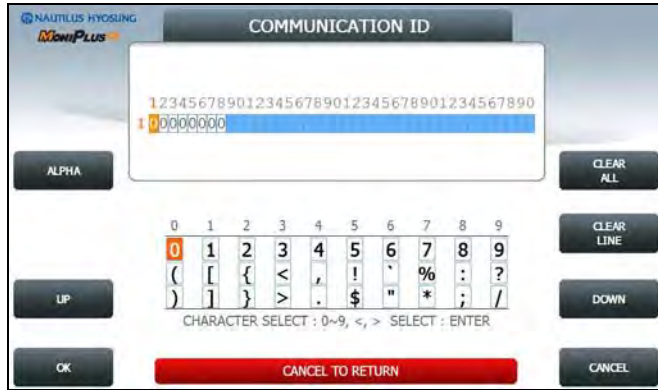 NAUTILUS HYOSUNG
MONIPLUS
COMMUNICATION ID
1234567890123456789012345678901234567890
1 00000000
ALPHA
CLEAR ALL
0 1 2 3 4 5 6 7 8 9
0 1 2 3 4 5 6 7 8 9
( [ { < , ! ` % : ?
) ] } > . $ " * ; /
CLEAR LINE
UP
DOWN
CHARACTER SELECT : 0~9, <, > SELECT : ENTER
OK
CANCEL TO RETURN
CANCEL